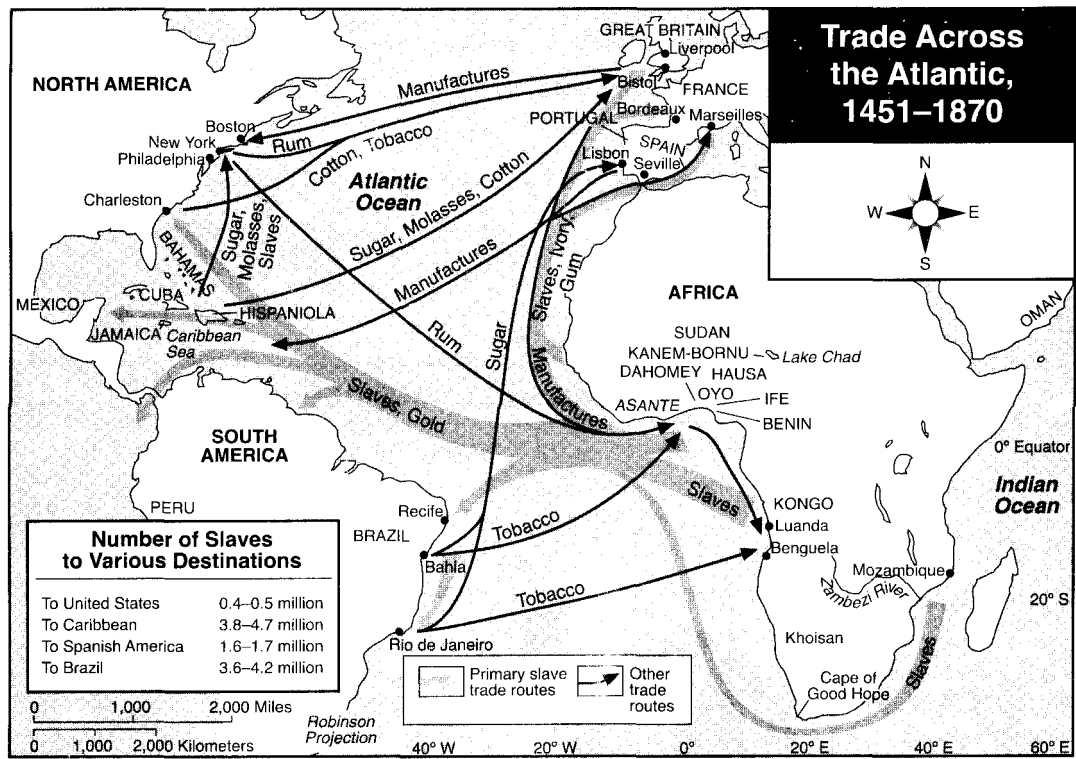 Trade Across
the Atlantic,
1451–1870
N
W
E
S
GREAT BRITAIN
Liverpool
Bistol
FRANCE
Bordeaux
Marseilles
PORTUGAL
SPAIN
Lisbon
Seville
NORTH AMERICA
Boston
New York
Philadelphia
Charleston
Manufactures
Rum
Cotton, Tobacco
Atlantic
Ocean
Sugar, Molasses, Cotton
Sugar,
Molasses,
Slaves
Manufactures
BAHAMAS
MEXICO
CUBA
HISPANIOLA
JAMAICA
Caribbean
Sea
Rum
Sugar
Slaves, Ivory,
Gum
Manufactures
AFRICA
OMAN
SUDAN
KANEM-BORNU
Lake Chad
DAHOMEY
HAUSA
OYO
IFE
ASANTE
BENIN
Slaves, Gold
SOUTH
AMERICA
0° Equator
Indian
Ocean
Slaves
KONGO
Luanda
Benguela
PERU
Recife
BRAZIL
Bahla
Tobacco
Tobacco
Rio de Janeiro
Mozambique
Zambezi River
20° S
Khoisan
Slaves
Cape of
Good Hope
Number of Slaves
to Various Destinations
To United States 0.4–0.5 million
To Caribbean 3.8–4.7 million
To Spanish America 1.6–1.7 million
To Brazil 3.6–4.2 million
Primary slave
trade routes
Other
trade
routes
0 1,000 2,000 Miles
0 1,000 2,000 Kilometers
Robinson
Projection
40° W
20° W
0°
20° E
40° E
60° E